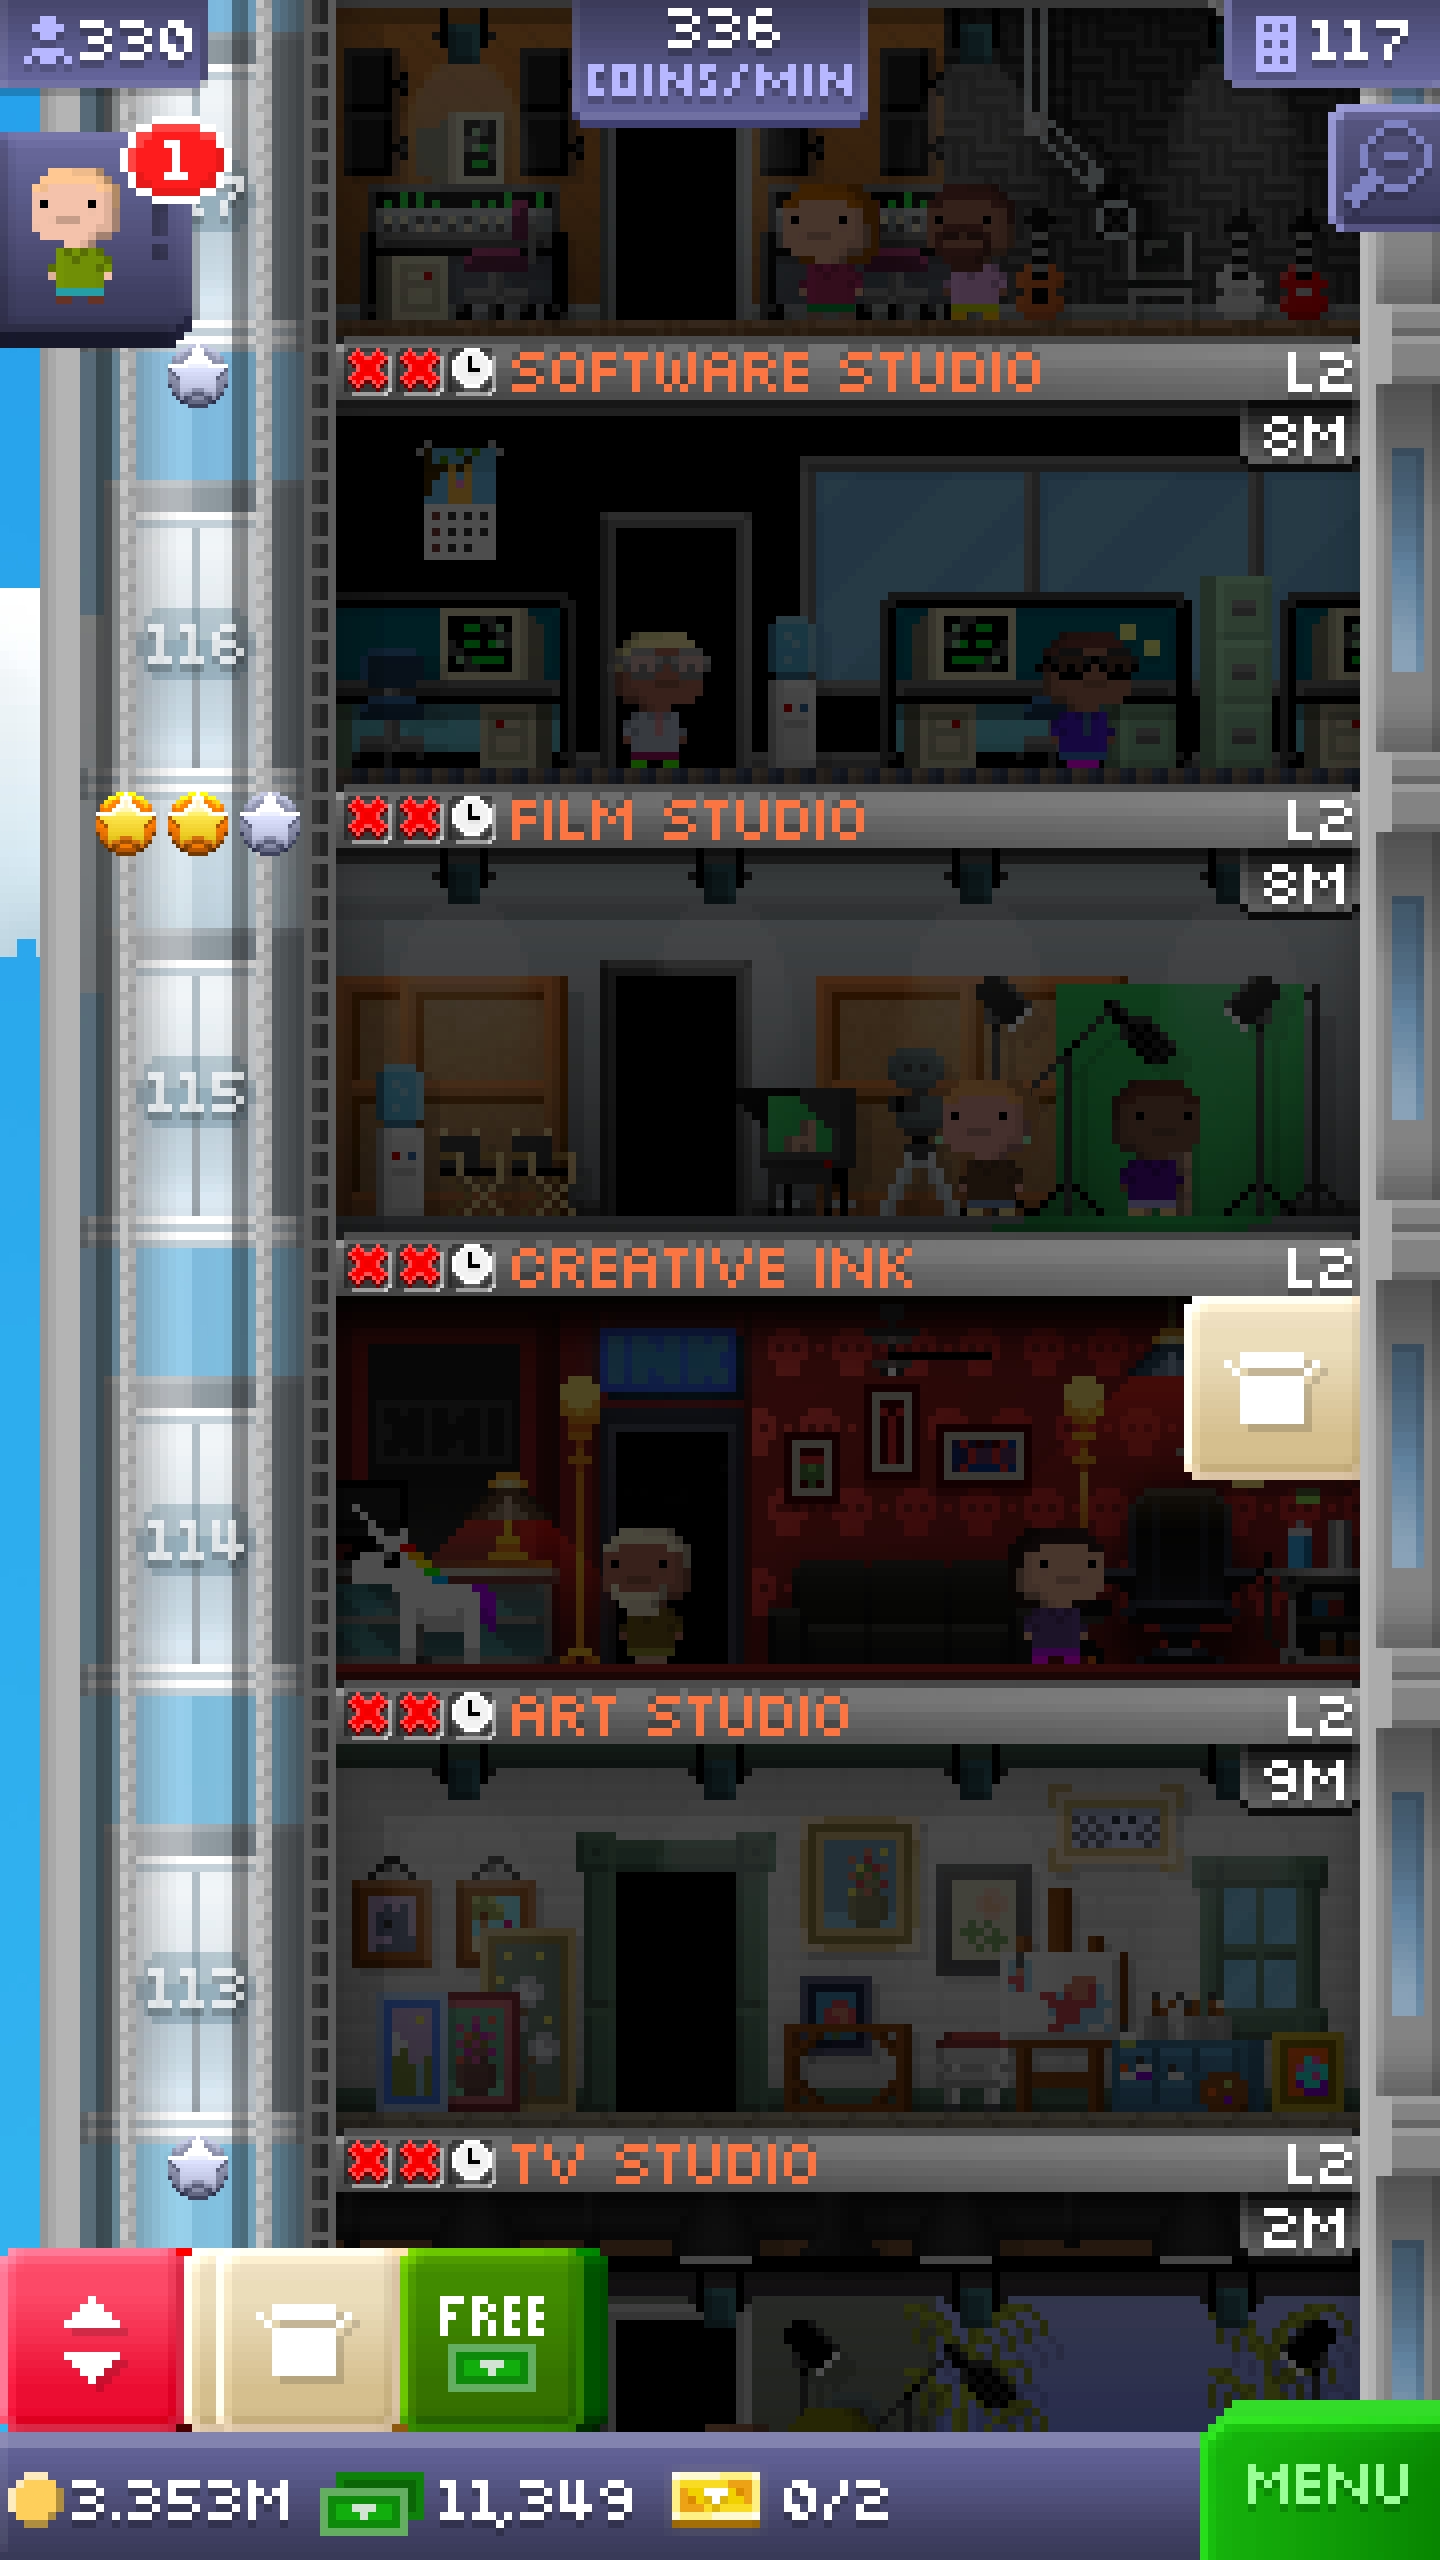 330
336
COINS/MIN
117
1
SOFTWARE STUDIO
L2
8M
116
FILM STUDIO
L2
8M
115
CREATIVE INK
L2
INK
114
ART STUDIO
L2
9M
113
TV STUDIO
L2
2M
FREE
3.353M
11,349
0/2
MENU